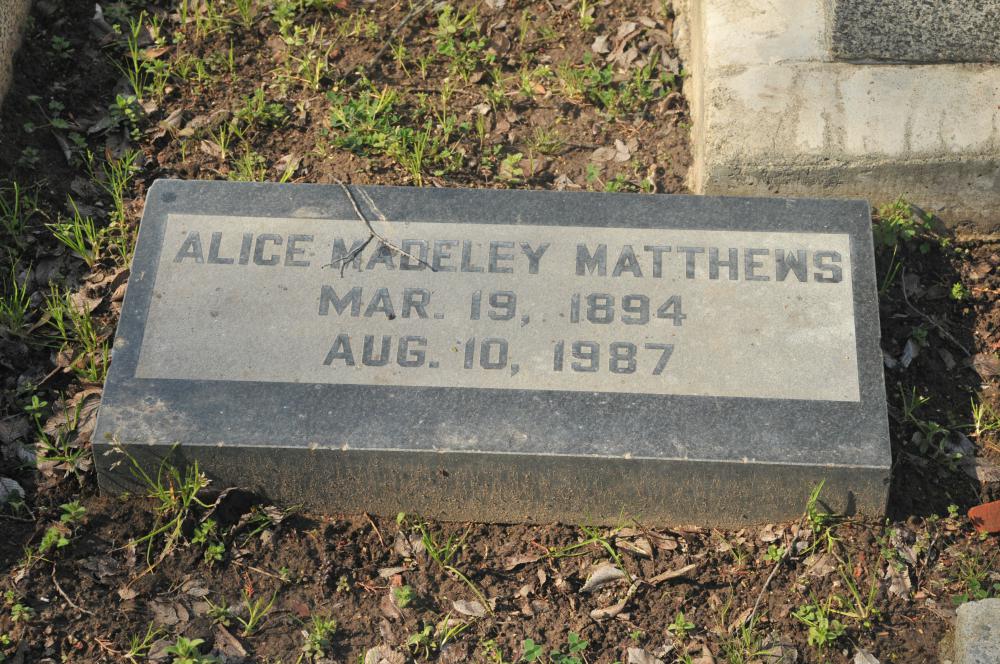 ALICE MADELEY MATTHEWS
MAR. 19, 1894
AUG. 10, 1987